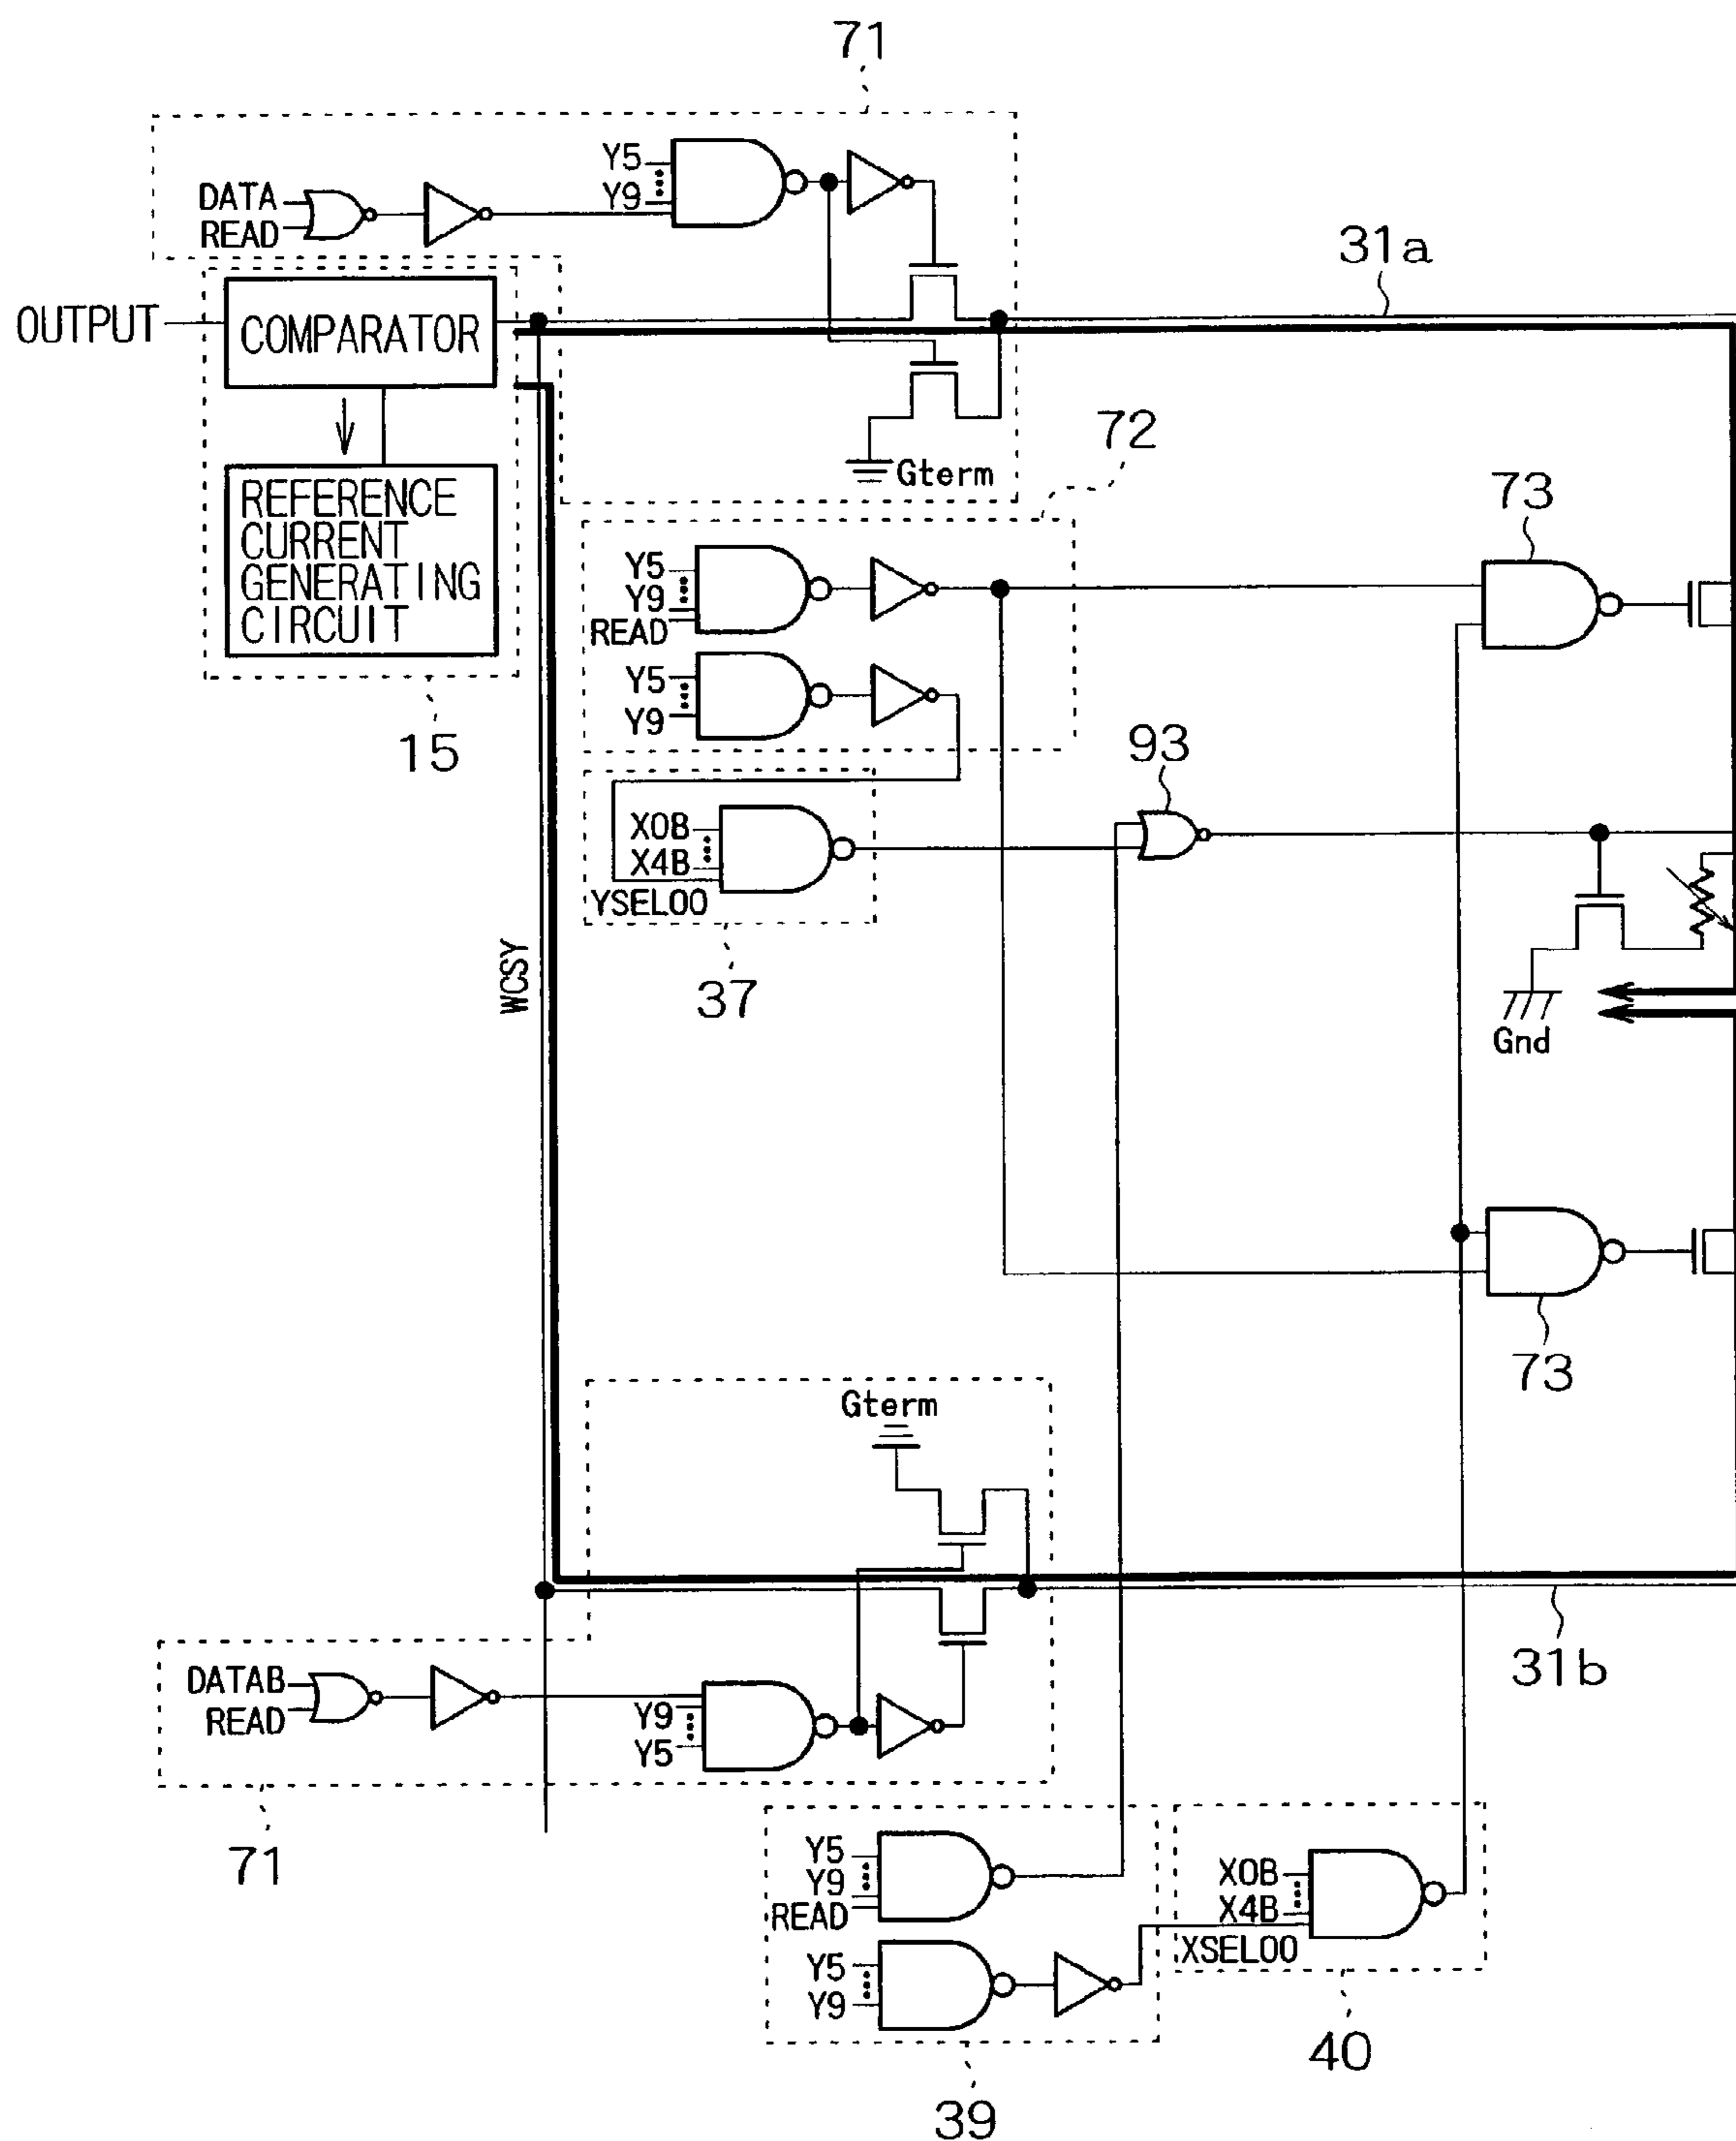 71
Y5
Y9
DATA
READ
31a
OUTPUT
COMPARATOR
Gterm
72
REFERENCE
CURRENT
GENERATING
CIRCUIT
73
Y5
Y9
READ
Y5
Y9
15
93
X0B
X4B
YSEL00
37
WCSY
Gnd
73
Gterm
31b
DATAB
READ
Y9
Y5
71
Y5
Y9
READ
X0B
X4B
XSEL00
Y5
Y9
40
39